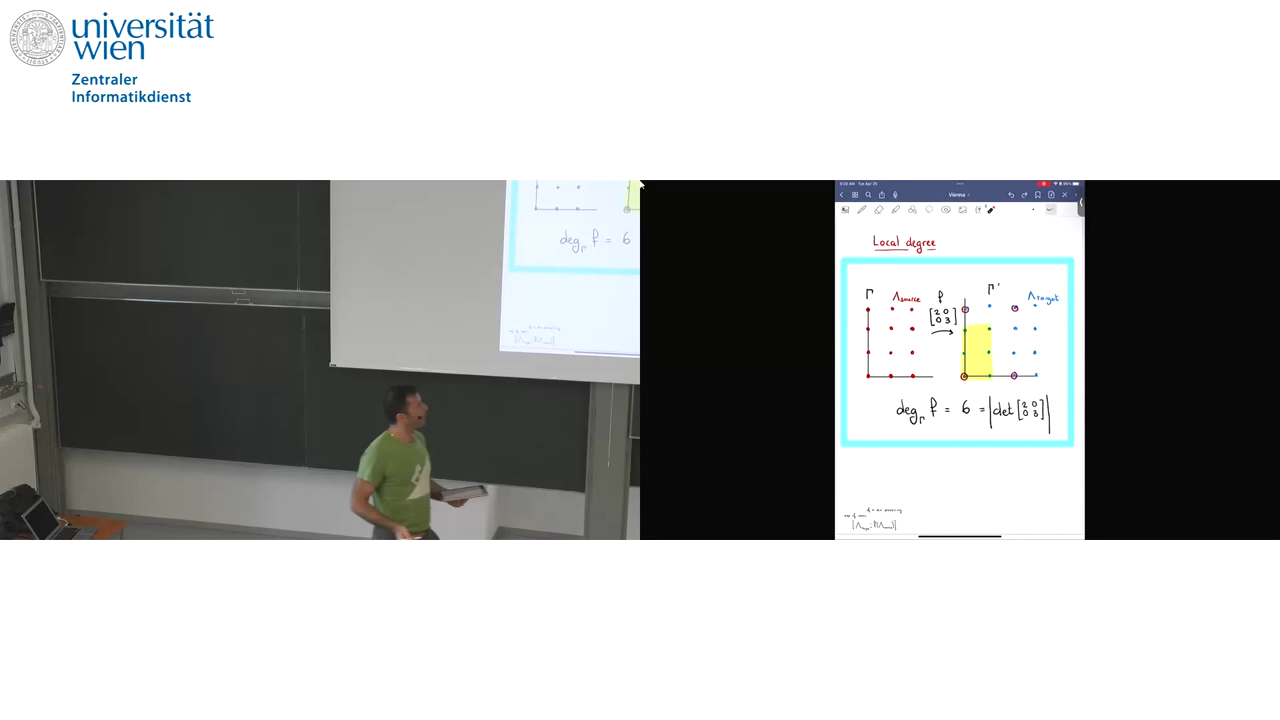 universität
wien
Zentraler
Informatikdienst
Vienna
Local degree
Γ Λsource f Γ' Λtarget
[2 0
0 3]
deg_Γ f = 6 = |det [2 0
0 3]|
deg_Γ f = 6